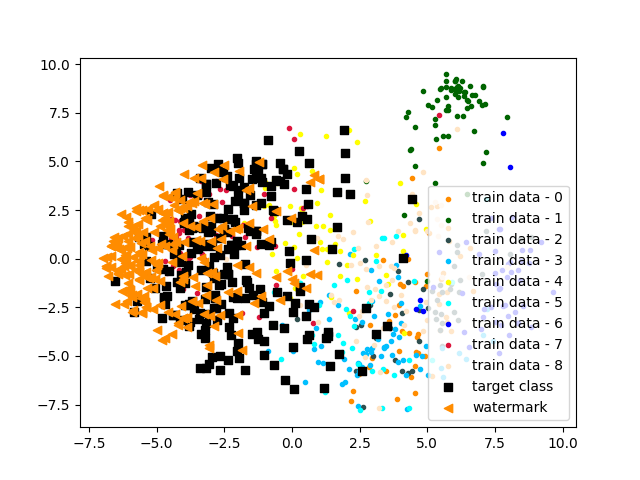 10.0
7.5
5.0
2.5
0.0
−2.5
−5.0
−7.5
−7.5
−5.0
−2.5
0.0
2.5
5.0
7.5
10.0
train data - 0
train data - 1
train data - 2
train data - 3
train data - 4
train data - 5
train data - 6
train data - 7
train data - 8
target class
watermark